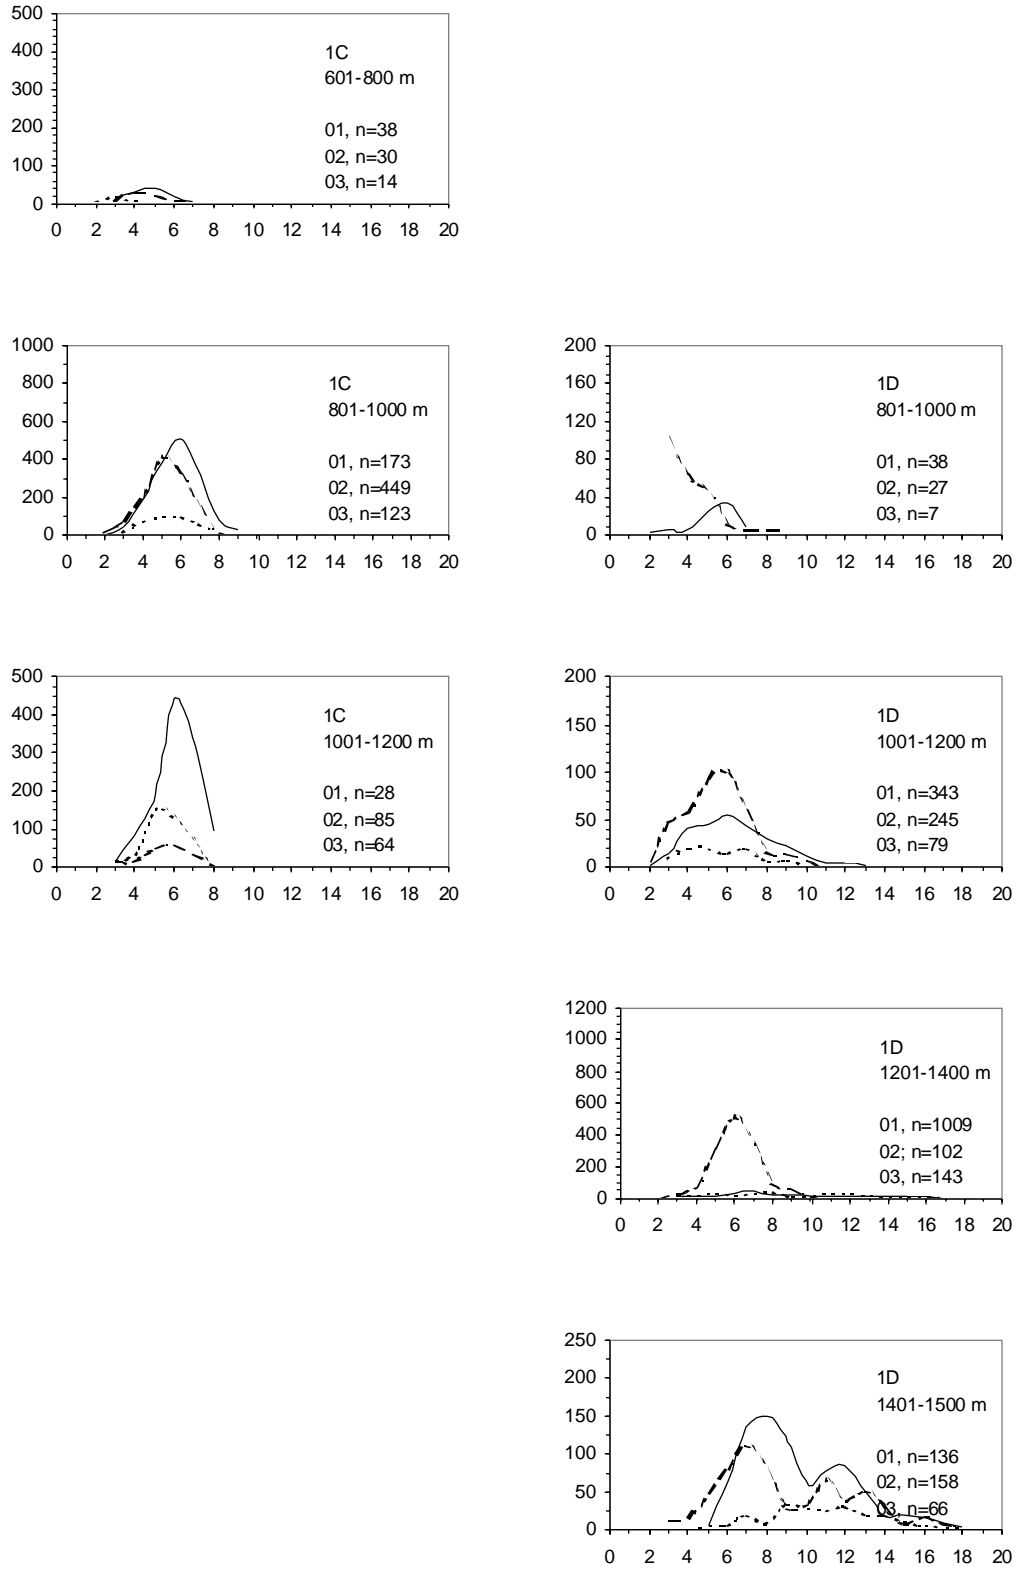 500
400
300
200
100
0
0 2 4 6 8 10 12 14 16 18 20
1C
601-800 m
01, n=38
02, n=30
03, n=14
1000
800
600
400
200
0
0 2 4 6 8 10 12 14 16 18 20
1C
801-1000 m
01, n=173
02, n=449
03, n=123
200
160
120
80
40
0
0 2 4 6 8 10 12 14 16 18 20
1D
801-1000 m
01, n=38
02, n=27
03, n=7
500
400
300
200
100
0
0 2 4 6 8 10 12 14 16 18 20
1C
1001-1200 m
01, n=28
02, n=85
03, n=64
200
150
100
50
0
0 2 4 6 8 10 12 14 16 18 20
1D
1001-1200 m
01, n=343
02, n=245
03, n=79
1200
1000
800
600
400
200
0
0 2 4 6 8 10 12 14 16 18 20
1D
1201-1400 m
01, n=1009
02; n=102
03, n=143
250
200
150
100
50
0
0 2 4 6 8 10 12 14 16 18 20
1D
1401-1500 m
01, n=136
02, n=158
03, n=66